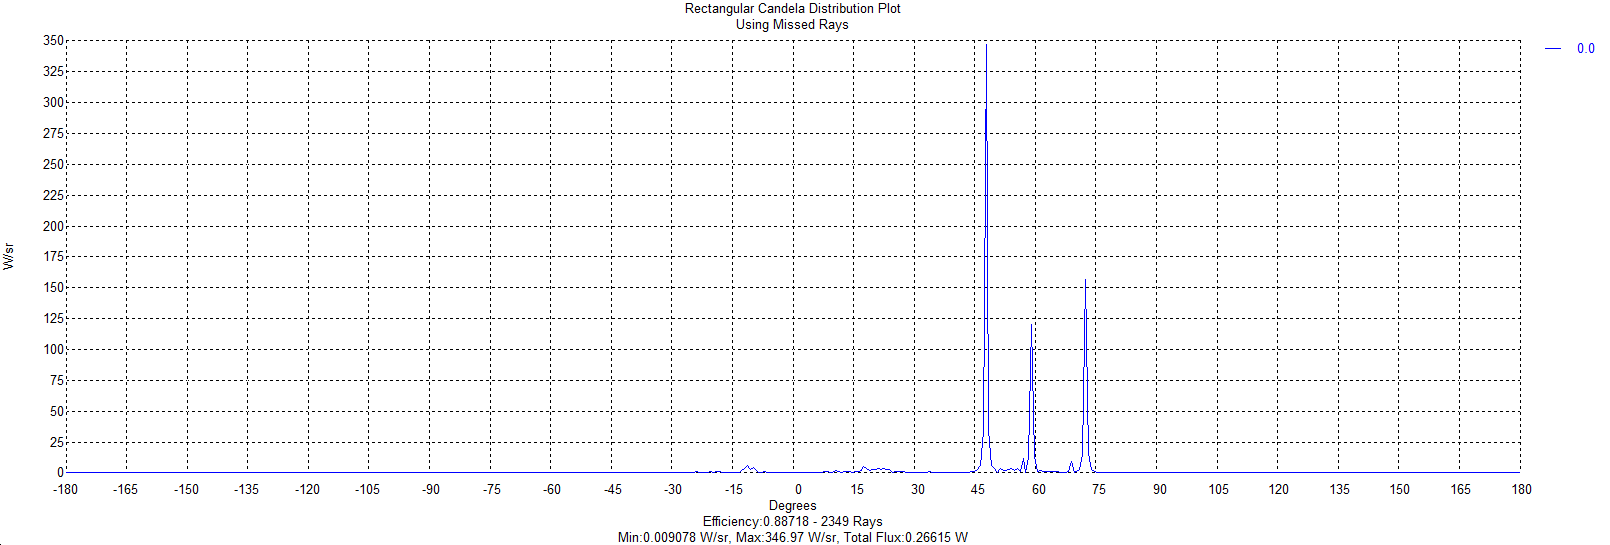 Rectangular Candela Distribution Plot
Using Missed Rays
0.0
W/sr
350
325
300
275
250
225
200
175
150
125
100
75
50
25
0
-180 -165 -150 -135 -120 -105 -90 -75 -60 -45 -30 -15 0 15 30 45 60 75 90 105 120 135 150 165 180
Degrees
Efficiency:0.88718 - 2349 Rays
Min:0.009078 W/sr, Max:346.97 W/sr, Total Flux:0.26615 W